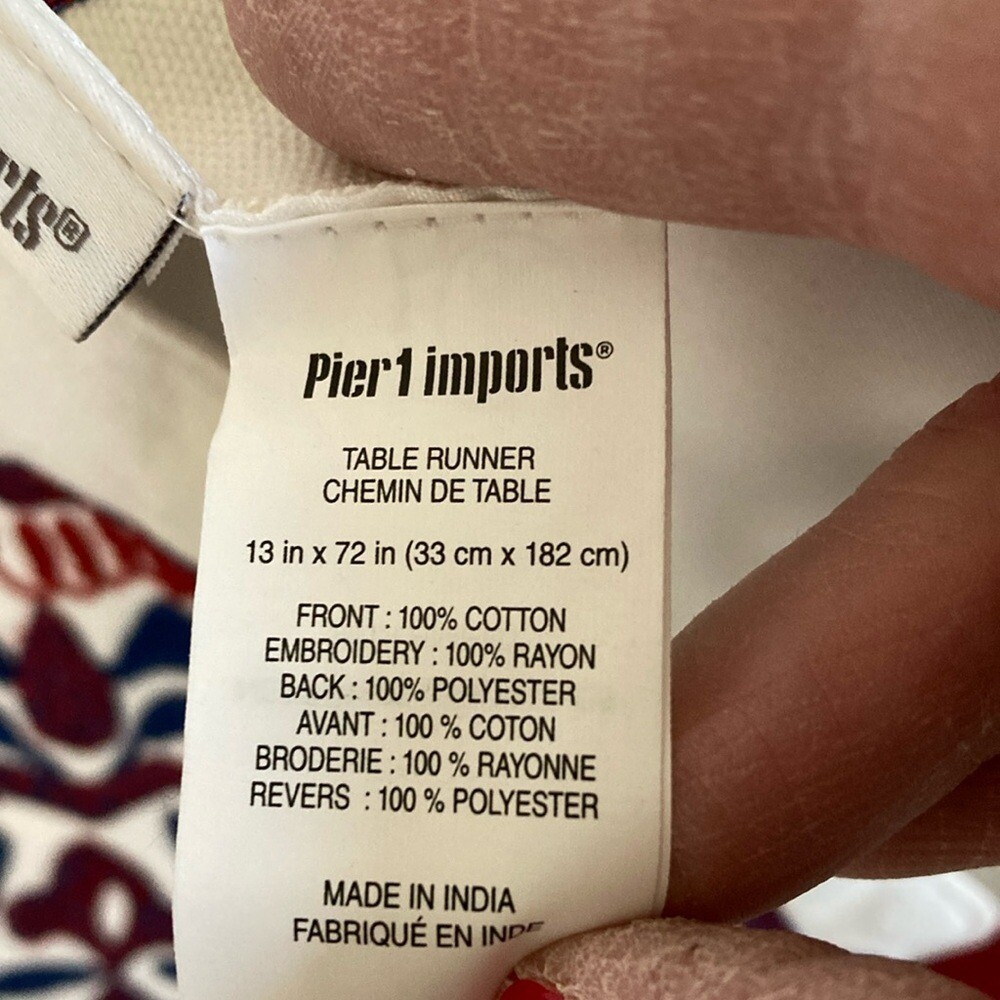 Pier1 imports®
TABLE RUNNER
CHEMIN DE TABLE
13 in x 72 in (33 cm x 182 cm)
FRONT : 100% COTTON
EMBROIDERY : 100% RAYON
BACK : 100% POLYESTER
AVANT : 100 % COTON
BRODERIE : 100 % RAYONNE
REVERS : 100 % POLYESTER
MADE IN INDIA
FABRIQUÉ EN